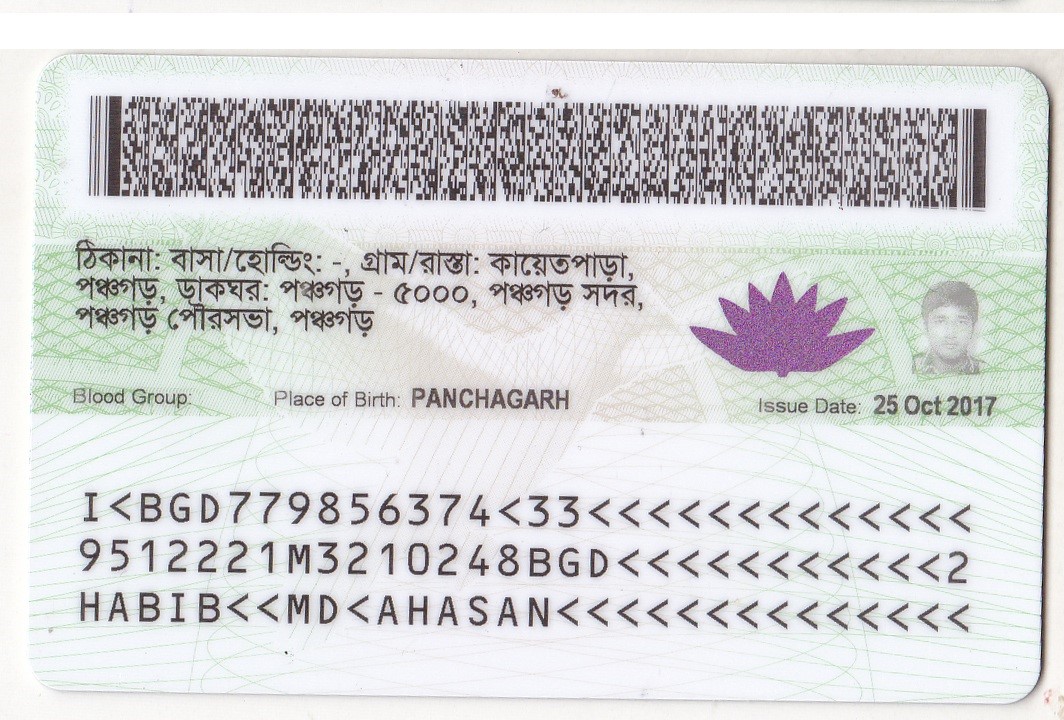 ঠিকানা: বাসা/হোল্ডিং: -, গ্রাম/রাস্তা: কায়েতপাড়া,
পঞ্চগড়, ডাকঘর: পঞ্চগড় - ৫০০০, পঞ্চগড় সদর,
পঞ্চগড় পৌরসভা, পঞ্চগড়
Blood Group: Place of Birth: PANCHAGARH Issue Date: 25 Oct 2017
I<BGD779856374<33<<<<<<<<<<<<<
9512221M3210248BGD<<<<<<<<<<<2
HABIB<<MD<AHASAN<<<<<<<<<<<<<<